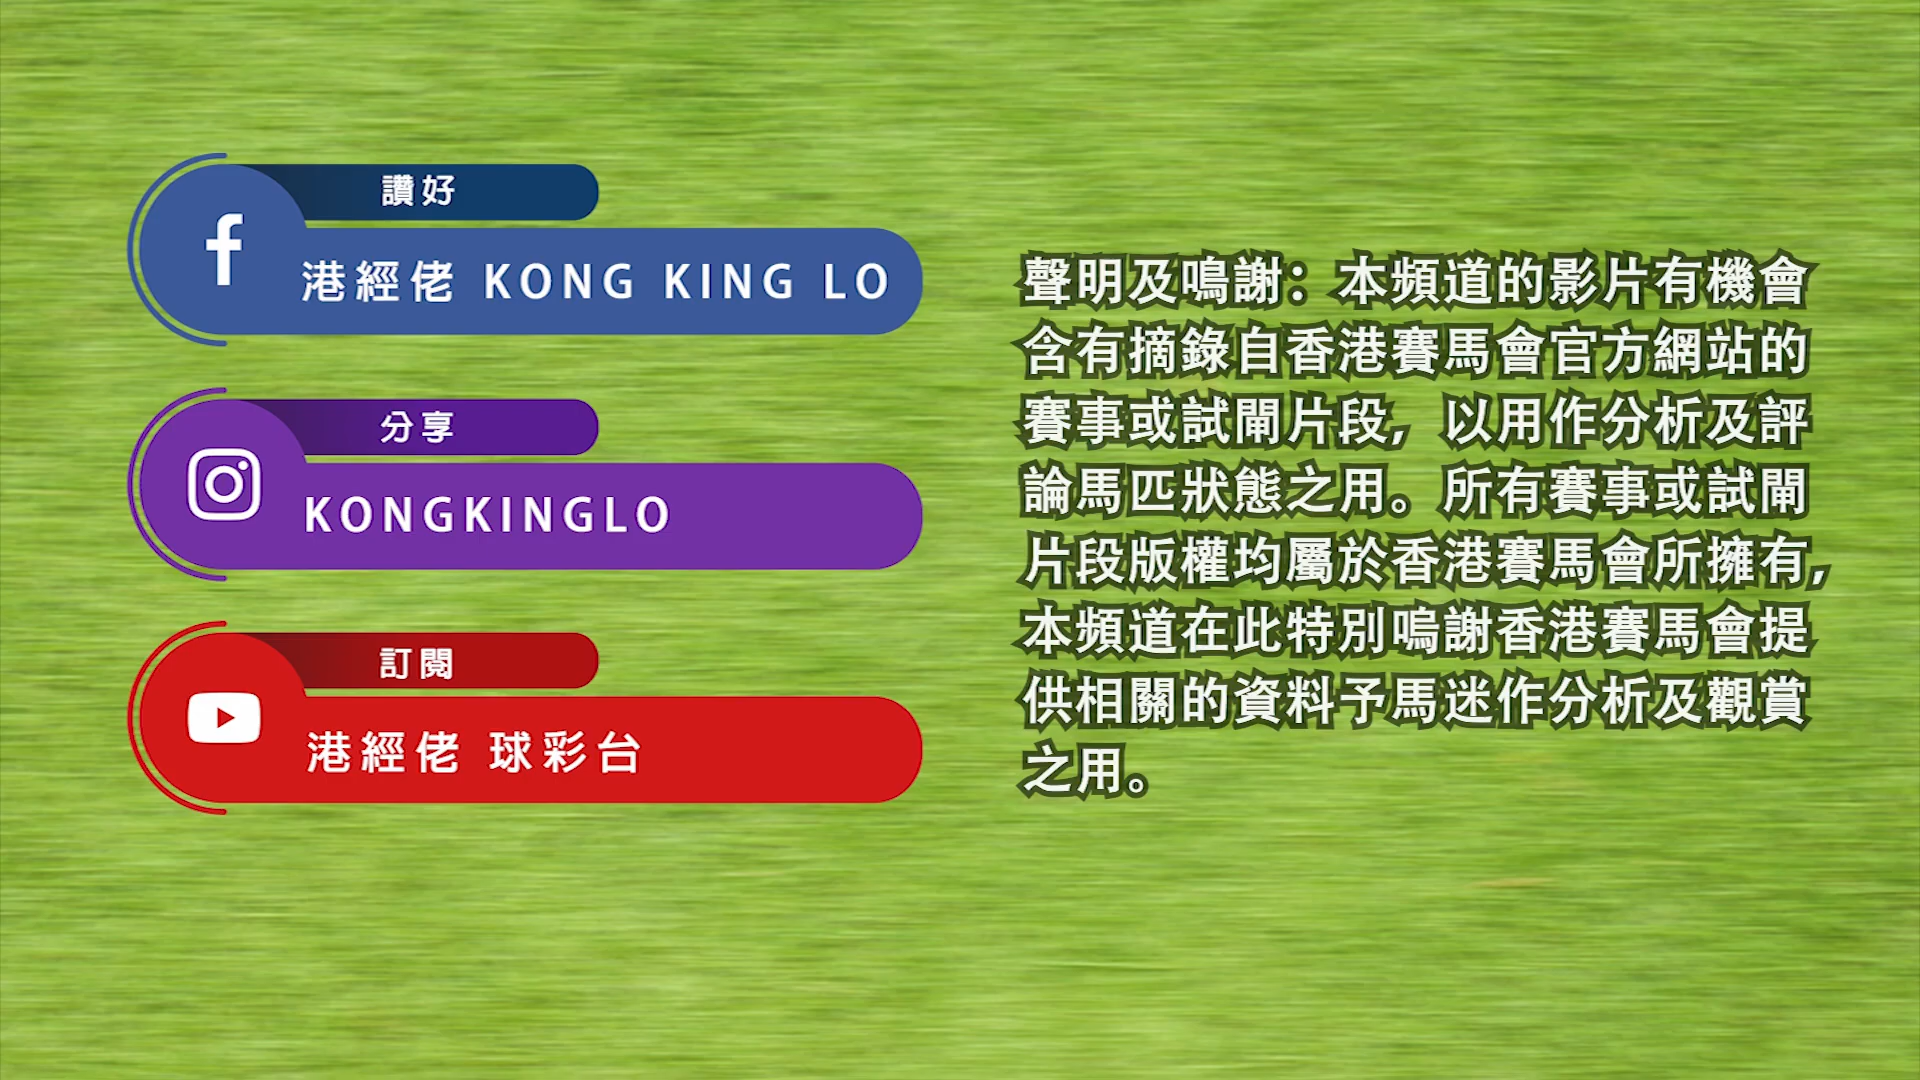 讚好
港經佬 KONG KING LO
分享
KONGKINGLO
訂閱
港經佬 球彩台
聲明及鳴謝：本頻道的影片有機會
含有摘錄自香港賽馬會官方網站的
賽事或試閘片段，以用作分析及評
論馬匹狀態之用。所有賽事或試閘
片段版權均屬於香港賽馬會所擁有，
本頻道在此特別嗚謝香港賽馬會提
供相關的資料予馬迷作分析及觀賞
之用。